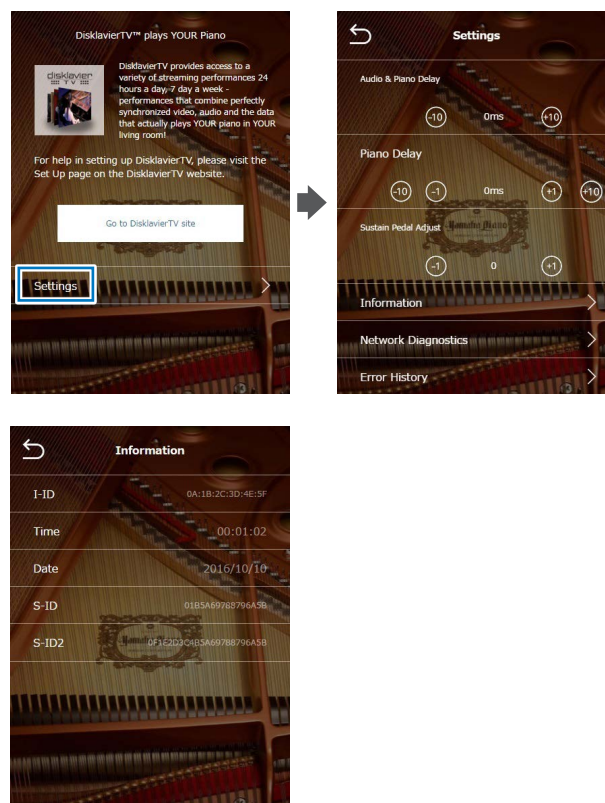 DisklavierTV™ plays YOUR Piano
disklavier
TV
DisklavierTV provides access to a
variety of streaming performances 24
hours a day, 7 day a week -
performances that combine perfectly
synchronized video, audio and the data
that actually plays YOUR piano in YOUR
living room!
For help in setting up DisklavierTV, please visit the
Set Up page on the DisklavierTV website.
Go to DisklavierTV site
Settings
Settings
Audio & Piano Delay
-10 0ms +10
Piano Delay
-10 -1 0ms +1 +10
Yamaha Piano
Sustain Pedal Adjust
-1 0 +1
Information
Network Diagnostics
Error History
Information
I-ID 0A:1B:2C:3D:4E:5F
Time 00:01:02
Date 2016/10/10
S-ID 01B5A69788796A5B
S-ID2 0F1E2D3C4B5A69788796A5B